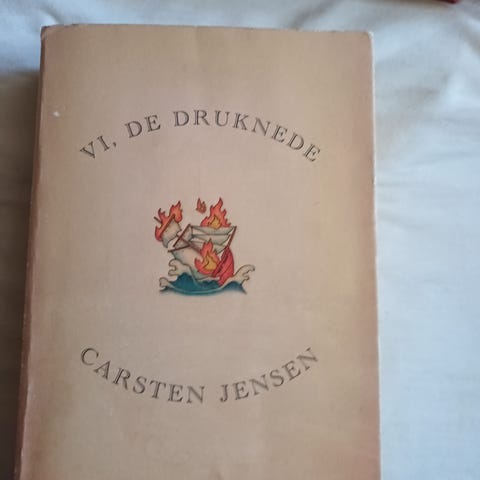 VI, DE DRUKNEDE
CARSTEN JENSEN